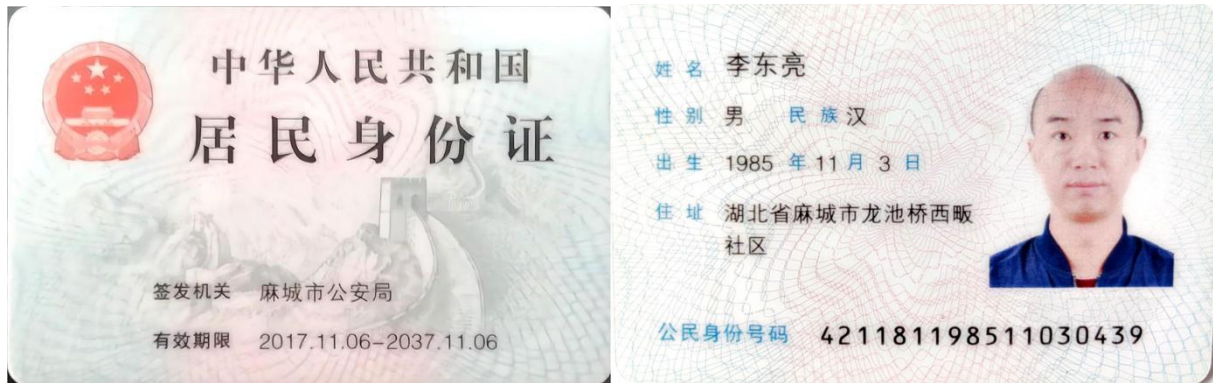 中华人民共和国
居民身份证
签发机关 麻城市公安局
有效期限 2017.11.06-2037.11.06
姓名 李东亮
性别 男 民族 汉
出生 1985 年 11 月 3 日
住址 湖北省麻城市龙池桥西畈
社区
公民身份号码 421181198511030439